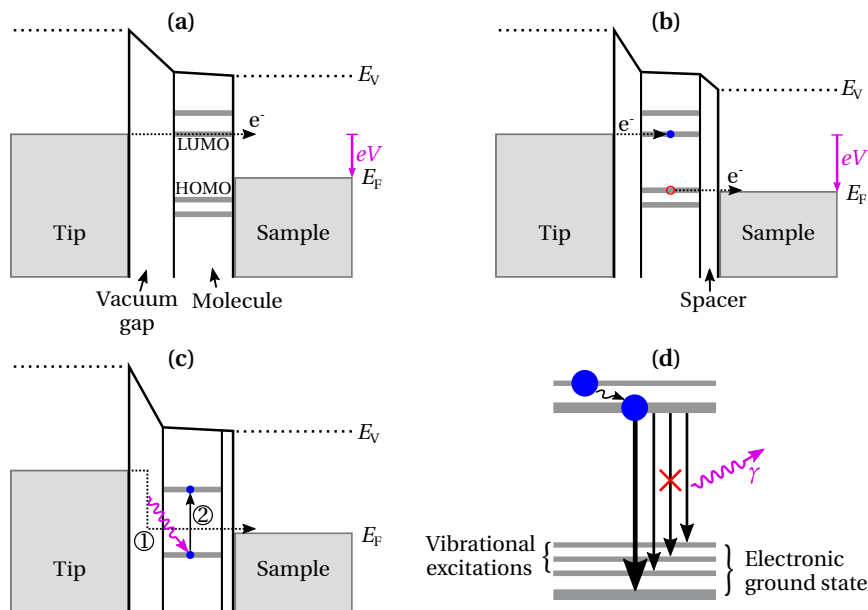 (a)
E_V
e⁻
LUMO
eV
HOMO
E_F
Tip
Sample
Vacuum
gap
Molecule
(b)
E_V
e⁻
eV
e⁻
E_F
Tip
Sample
Spacer
(c)
E_V
②
①
E_F
Tip
Sample
(d)
γ
Vibrational
excitations
Electronic
ground state